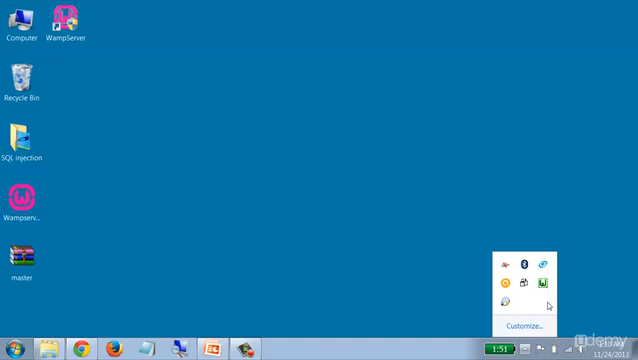 Computer
WampServer
Recycle Bin
SQL injection
Wampserv...
master
Customize...
1:51
11/24/2013
udemy